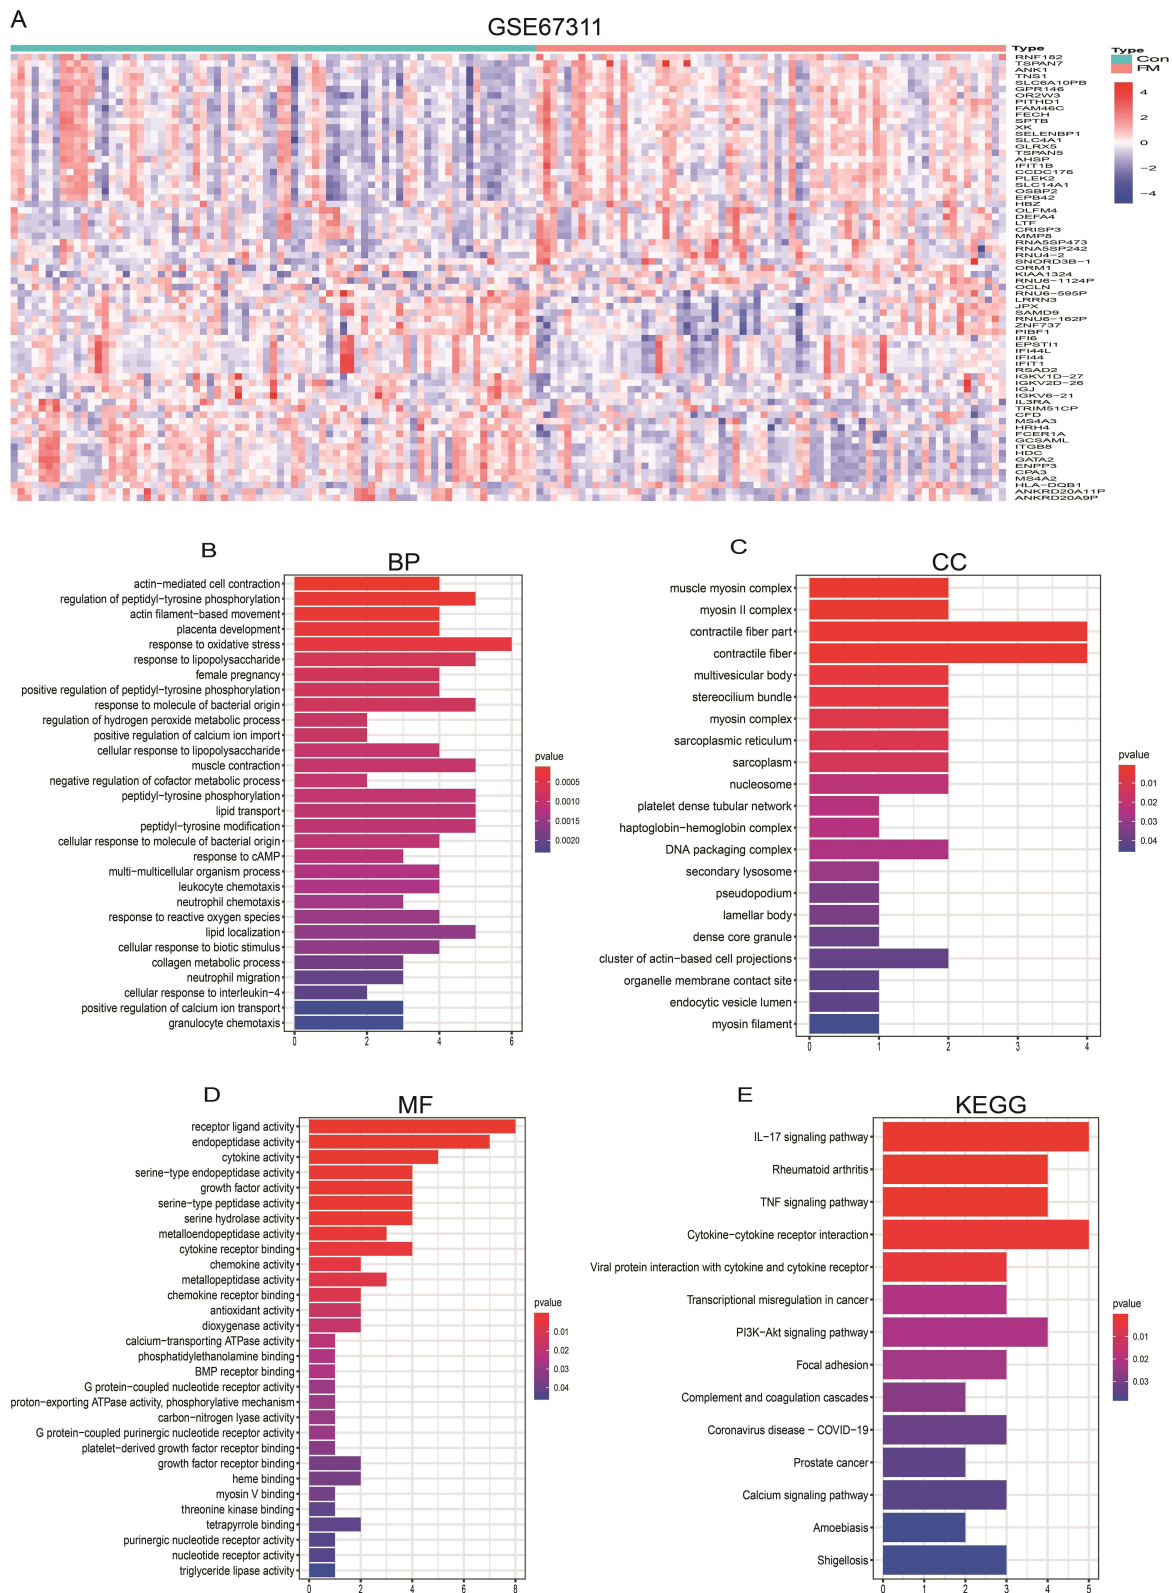 A
GSE67311
Type
RNF182
TSPAN7
ANK1
TNS1
SLC6A10PB
GPR146
OR2W3
PITHD1
FAM46C
FECH
SPTB
XK
SELENBP1
SLC4A1
GLRX5
TSPAN5
AHSP
IFIT1B
CCDC176
PLEK2
SLC14A1
OSBP2
EPB42
HBZ
OLFM4
DEFA4
LTF
CRISP3
MMP8
RNA5SP473
RNA5SP242
RNU4-2
SNORD3B-1
ORM1
KIAA1324
RNU6-1124P
OCLN
RNU6-595P
LRRN3
JPX
SAMD9
RNU6-162P
ZNF737
PIBF1
IFI6
EPSTI1
IFI44L
IFI44
IFIT1
RSAD2
IGKV1D-27
IGKV2D-26
IGJ
IGKV6-21
IL3RA
TRIM51CP
CFD
MS4A3
HRH4
FCER1A
GCSAML
ITGB8
HDC
GATA2
ENPP3
CPA3
MS4A2
HLA-DQB1
ANKRD20A11P
ANKRD20A9P
Type
Con
FM
4
2
0
-2
-4
B
BP
actin-mediated cell contraction
regulation of peptidyl-tyrosine phosphorylation
actin filament-based movement
placenta development
response to oxidative stress
response to lipopolysaccharide
female pregnancy
positive regulation of peptidyl-tyrosine phosphorylation
response to molecule of bacterial origin
regulation of hydrogen peroxide metabolic process
positive regulation of calcium ion import
cellular response to lipopolysaccharide
muscle contraction
negative regulation of cofactor metabolic process
peptidyl-tyrosine phosphorylation
lipid transport
peptidyl-tyrosine modification
cellular response to molecule of bacterial origin
response to cAMP
multi-multicellular organism process
leukocyte chemotaxis
neutrophil chemotaxis
response to reactive oxygen species
lipid localization
cellular response to biotic stimulus
collagen metabolic process
neutrophil migration
cellular response to interleukin-4
positive regulation of calcium ion transport
granulocyte chemotaxis
0 2 4 6
pvalue
0.0005
0.0010
0.0015
0.0020
C
CC
muscle myosin complex
myosin II complex
contractile fiber part
contractile fiber
multivesicular body
stereocilium bundle
myosin complex
sarcoplasmic reticulum
sarcoplasm
nucleosome
platelet dense tubular network
haptoglobin-hemoglobin complex
DNA packaging complex
secondary lysosome
pseudopodium
lamellar body
dense core granule
cluster of actin-based cell projections
organelle membrane contact site
endocytic vesicle lumen
myosin filament
0 1 2 3 4
pvalue
0.01
0.02
0.03
0.04
D
MF
receptor ligand activity
endopeptidase activity
cytokine activity
serine-type endopeptidase activity
growth factor activity
serine-type peptidase activity
serine hydrolase activity
metalloendopeptidase activity
cytokine receptor binding
chemokine activity
metallopeptidase activity
chemokine receptor binding
antioxidant activity
dioxygenase activity
calcium-transporting ATPase activity
phosphatidylethanolamine binding
BMP receptor binding
G protein-coupled nucleotide receptor activity
proton-exporting ATPase activity, phosphorylative mechanism
carbon-nitrogen lyase activity
G protein-coupled purinergic nucleotide receptor activity
platelet-derived growth factor receptor binding
growth factor receptor binding
heme binding
myosin V binding
threonine kinase binding
tetrapyrrole binding
purinergic nucleotide receptor activity
nucleotide receptor activity
triglyceride lipase activity
0 2 4 6 8
pvalue
0.01
0.02
0.03
0.04
E
KEGG
IL-17 signaling pathway
Rheumatoid arthritis
TNF signaling pathway
Cytokine-cytokine receptor interaction
Viral protein interaction with cytokine and cytokine receptor
Transcriptional misregulation in cancer
PI3K-Akt signaling pathway
Focal adhesion
Complement and coagulation cascades
Coronavirus disease - COVID-19
Prostate cancer
Calcium signaling pathway
Amoebiasis
Shigellosis
0 1 2 3 4 5
pvalue
0.01
0.02
0.03